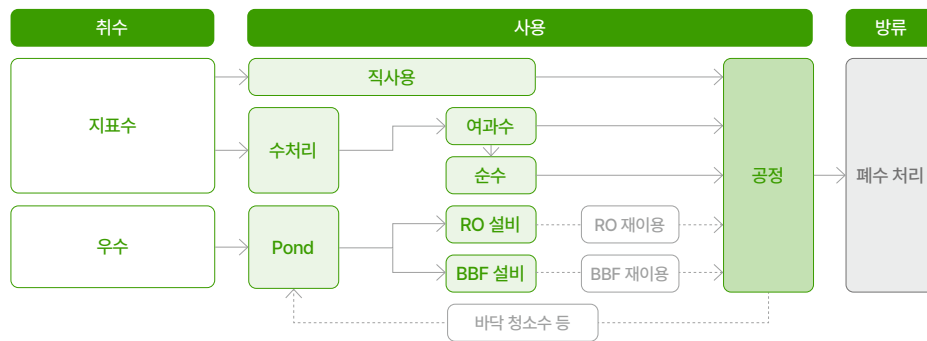 취수
사용
방류
지표수
직사용
수처리
여과수
순수
공정
폐수 처리
우수
Pond
RO 설비
RO 재이용
BBF 설비
BBF 재이용
바닥 청소수 등